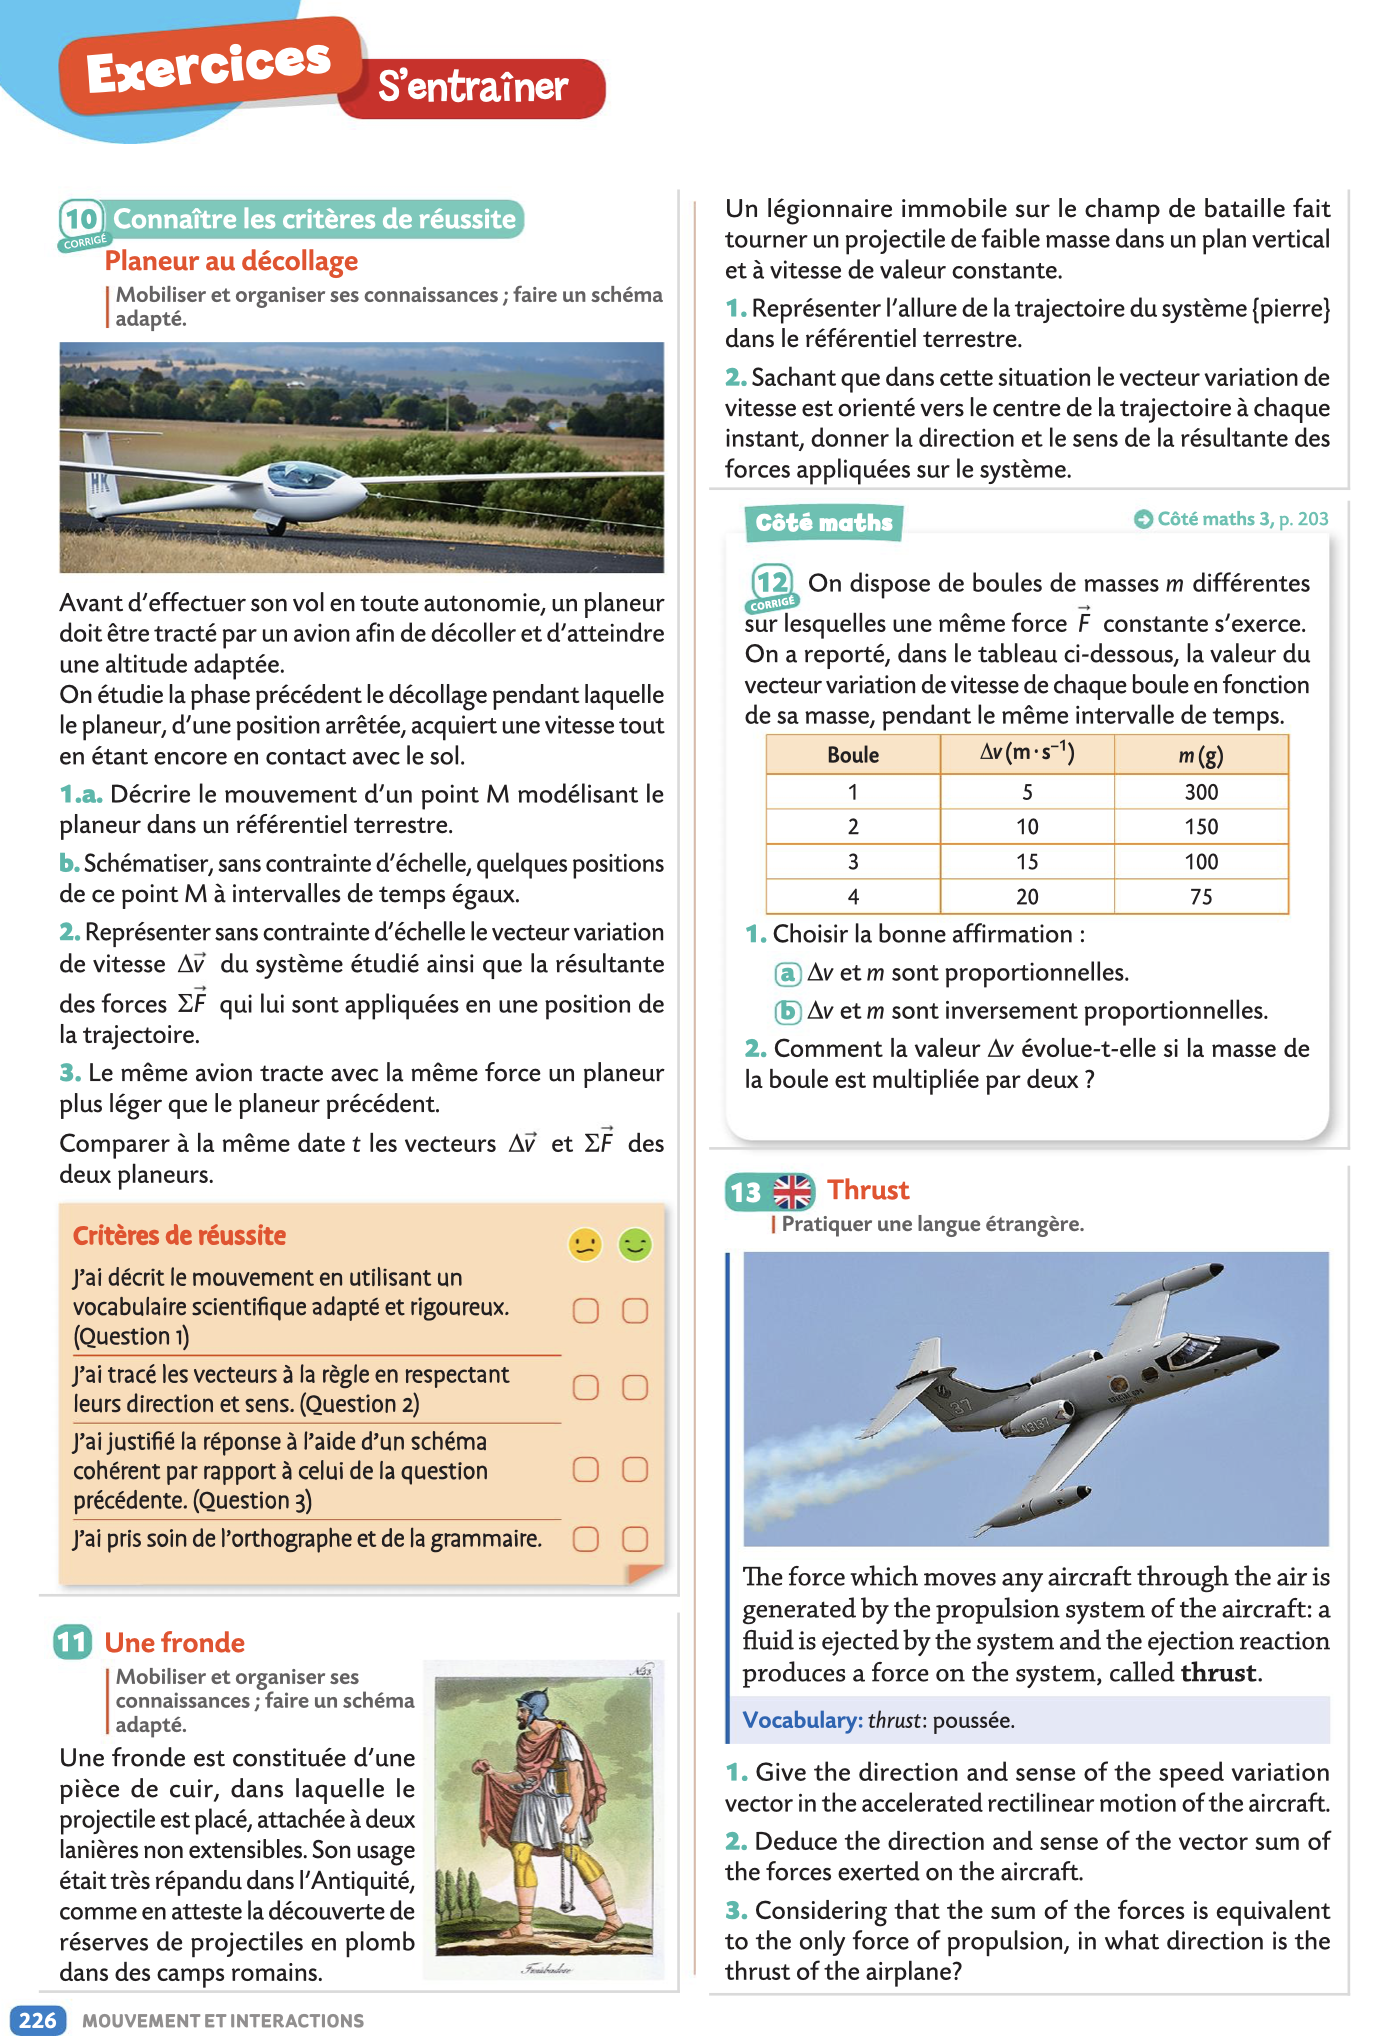 Exercices
S'entraîner
10 Connaître les critères de réussite
CORRIGÉ
Planeur au décollage
Mobiliser et organiser ses connaissances ; faire un schéma
adapté.
HK
Avant d'effectuer son vol en toute autonomie, un planeur
doit être tracté par un avion afin de décoller et d'atteindre
une altitude adaptée.
On étudie la phase précédent le décollage pendant laquelle
le planeur, d'une position arrêtée, acquiert une vitesse tout
en étant encore en contact avec le sol.
1.a. Décrire le mouvement d'un point M modélisant le
planeur dans un référentiel terrestre.
b. Schématiser, sans contrainte d'échelle, quelques positions
de ce point M à intervalles de temps égaux.
2. Représenter sans contrainte d'échelle le vecteur variation
de vitesse Δv⃗ du système étudié ainsi que la résultante
des forces ΣF⃗ qui lui sont appliquées en une position de
la trajectoire.
3. Le même avion tracte avec la même force un planeur
plus léger que le planeur précédent.
Comparer à la même date t les vecteurs Δv⃗ et ΣF⃗ des
deux planeurs.
Critères de réussite
J'ai décrit le mouvement en utilisant un
vocabulaire scientifique adapté et rigoureux.
(Question 1)
J'ai tracé les vecteurs à la règle en respectant
leurs direction et sens. (Question 2)
J'ai justifié la réponse à l'aide d'un schéma
cohérent par rapport à celui de la question
précédente. (Question 3)
J'ai pris soin de l'orthographe et de la grammaire.
11 Une fronde
Mobiliser et organiser ses
connaissances ; faire un schéma
adapté.
Une fronde est constituée d'une
pièce de cuir, dans laquelle le
projectile est placé, attachée à deux
lanières non extensibles. Son usage
était très répandu dans l'Antiquité,
comme en atteste la découverte de
réserves de projectiles en plomb
dans des camps romains.
Un légionnaire immobile sur le champ de bataille fait
tourner un projectile de faible masse dans un plan vertical
et à vitesse de valeur constante.
1. Représenter l'allure de la trajectoire du système {pierre}
dans le référentiel terrestre.
2. Sachant que dans cette situation le vecteur variation de
vitesse est orienté vers le centre de la trajectoire à chaque
instant, donner la direction et le sens de la résultante des
forces appliquées sur le système.
Côté maths
Côté maths 3, p. 203
12 On dispose de boules de masses m différentes
CORRIGÉ
sur lesquelles une même force F⃗ constante s'exerce.
On a reporté, dans le tableau ci-dessous, la valeur du
vecteur variation de vitesse de chaque boule en fonction
de sa masse, pendant le même intervalle de temps.
Boule Δv (m · s⁻¹) m (g)
1 5 300
2 10 150
3 15 100
4 20 75
1. Choisir la bonne affirmation :
a Δv et m sont proportionnelles.
b Δv et m sont inversement proportionnelles.
2. Comment la valeur Δv évolue-t-elle si la masse de
la boule est multipliée par deux ?
13 Thrust
Pratiquer une langue étrangère.
37
N3137
The force which moves any aircraft through the air is
generated by the propulsion system of the aircraft: a
fluid is ejected by the system and the ejection reaction
produces a force on the system, called thrust.
Vocabulary: thrust: poussée.
1. Give the direction and sense of the speed variation
vector in the accelerated rectilinear motion of the aircraft.
2. Deduce the direction and sense of the vector sum of
the forces exerted on the aircraft.
3. Considering that the sum of the forces is equivalent
to the only force of propulsion, in what direction is the
thrust of the airplane?
226 MOUVEMENT ET INTERACTIONS